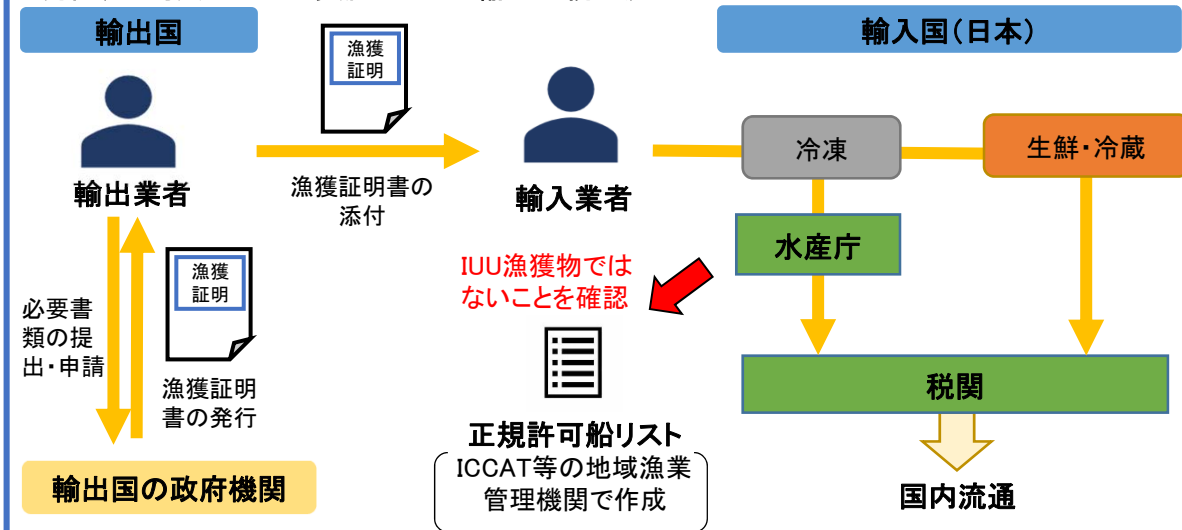 輸出国
輸入国(日本)
漁獲
証明
冷凍
生鮮・冷蔵
輸出業者
漁獲証明書の
添付
輸入業者
水産庁
漁獲
証明
IUU漁獲物では
ないことを確認
必要書
類の提
出・申請
漁獲証明
書の発行
税関
正規許可船リスト
ICCAT等の地域漁業
管理機関で作成
輸出国の政府機関
国内流通